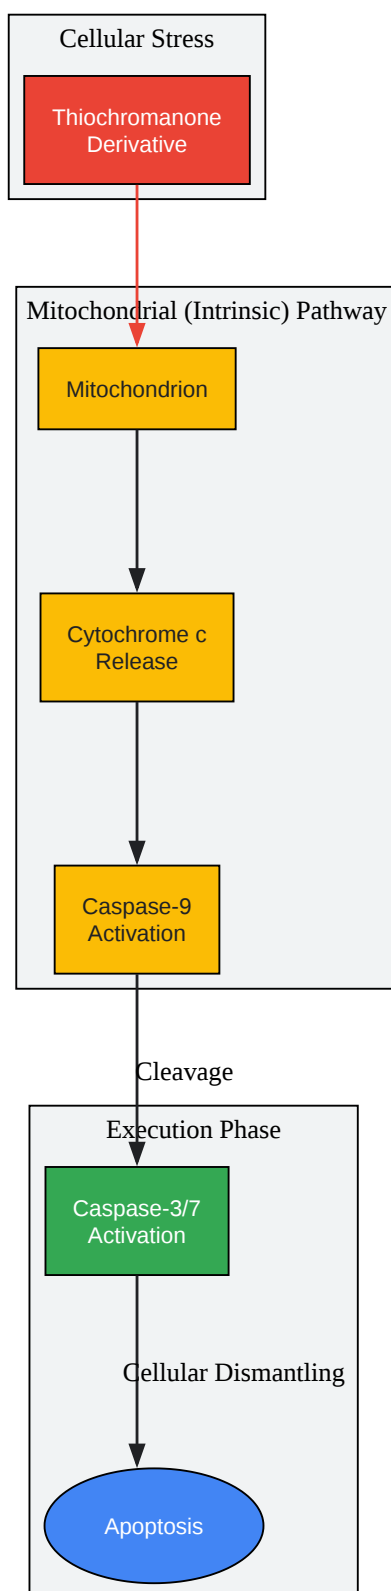 Cellular Stress
Thiochromanone
Derivative
Mitochondrial (Intrinsic) Pathway
Mitochondrion
Cytochrome c
Release
Caspase-9
Activation
Cleavage
Execution Phase
Caspase-3/7
Activation
Cellular Dismantling
Apoptosis